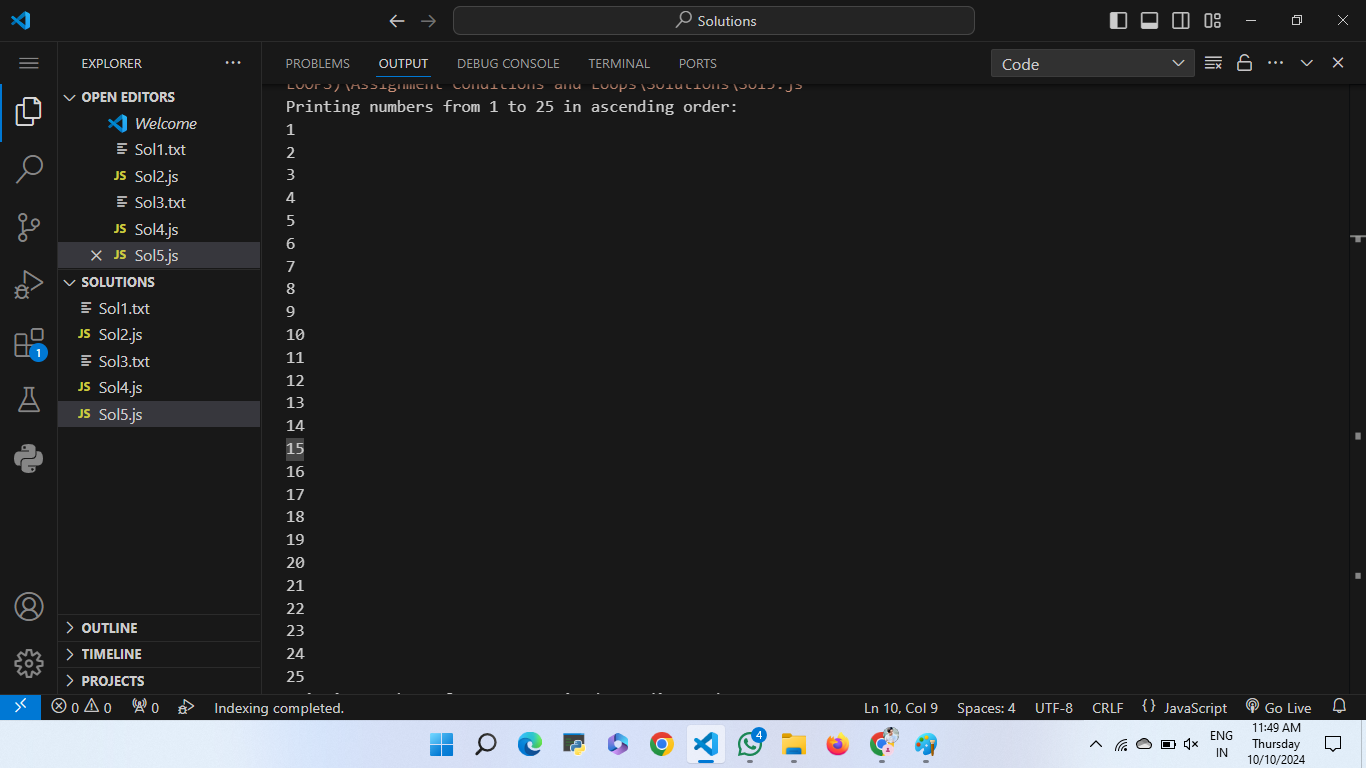 Solutions
EXPLORER
PROBLEMS OUTPUT DEBUG CONSOLE TERMINAL PORTS
Code
OPEN EDITORS
Welcome
Sol1.txt
JS Sol2.js
Sol3.txt
JS Sol4.js
JS Sol5.js
SOLUTIONS
Sol1.txt
JS Sol2.js
Sol3.txt
JS Sol4.js
JS Sol5.js
1
OUTLINE
TIMELINE
PROJECTS
LOOPS)\Assignment Conditions and Loops\Solutions\Sol5.js
Printing numbers from 1 to 25 in ascending order:
1
2
3
4
5
6
7
8
9
10
11
12
13
14
15
16
17
18
19
20
21
22
23
24
25
0 0 0 Indexing completed.
Ln 10, Col 9 Spaces: 4 UTF-8 CRLF {} JavaScript Go Live
4
ENG
IN
11:49 AM
Thursday
10/10/2024